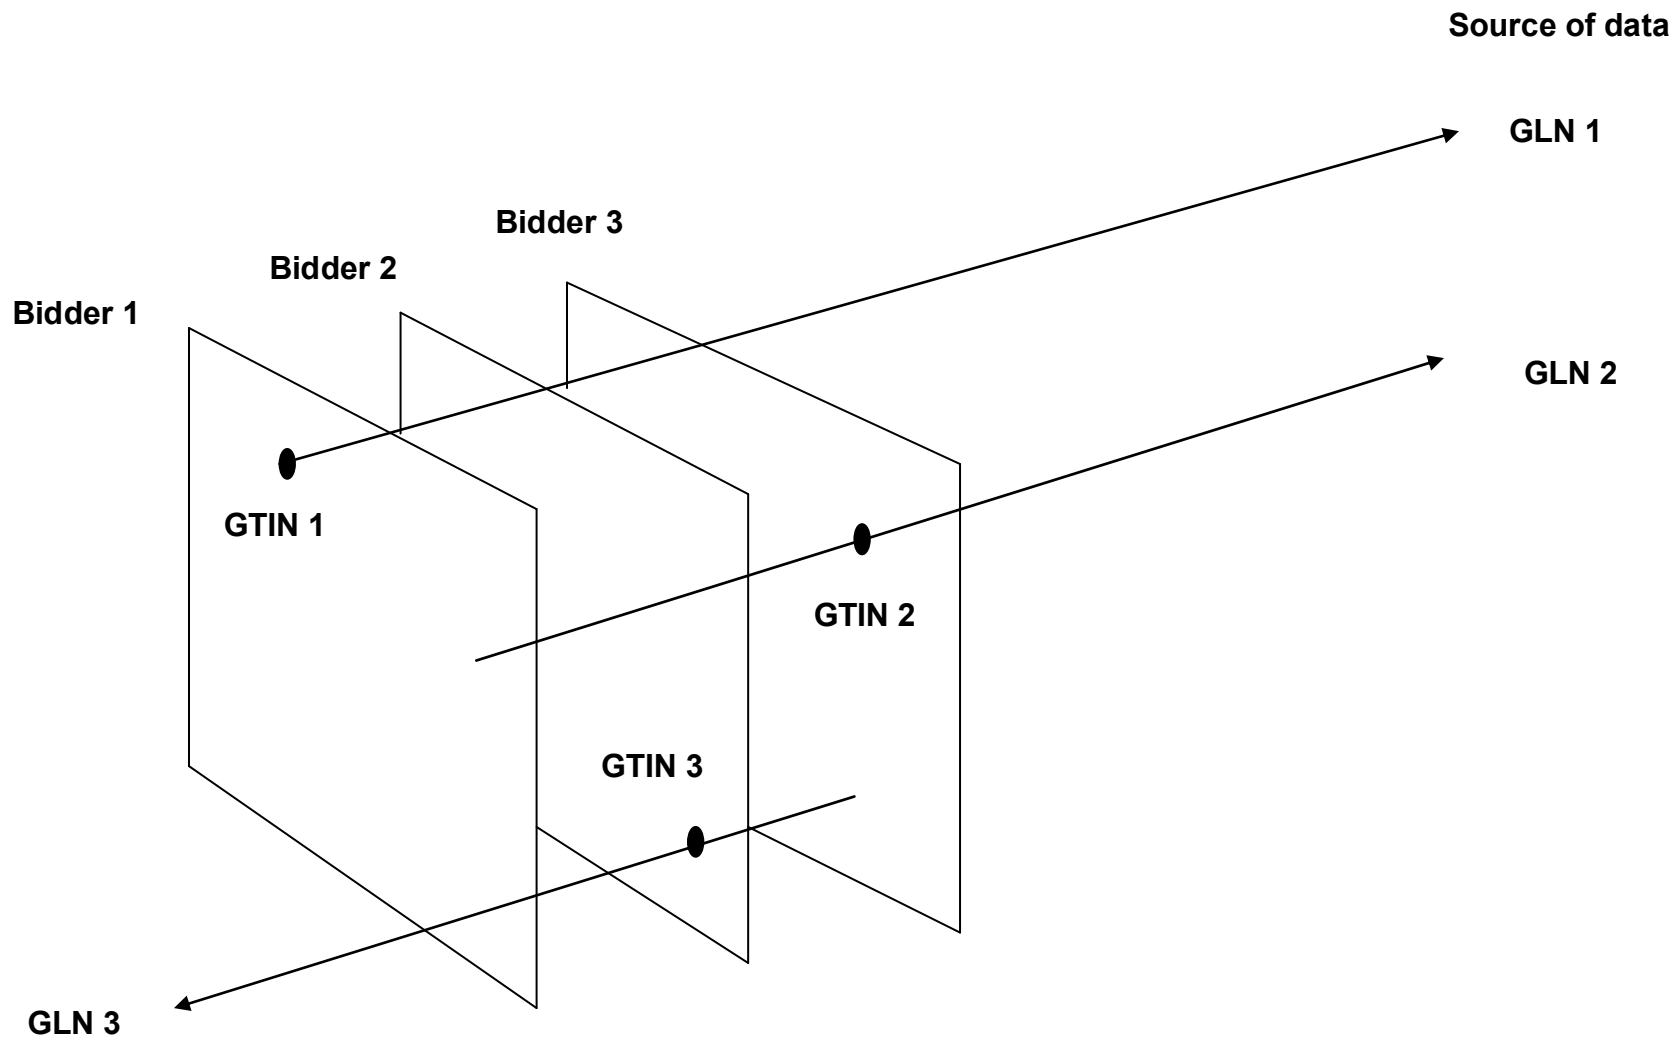 Source of data
GLN 1
Bidder 3
Bidder 2
Bidder 1
GLN 2
GTIN 1
GTIN 2
GTIN 3
GLN 3